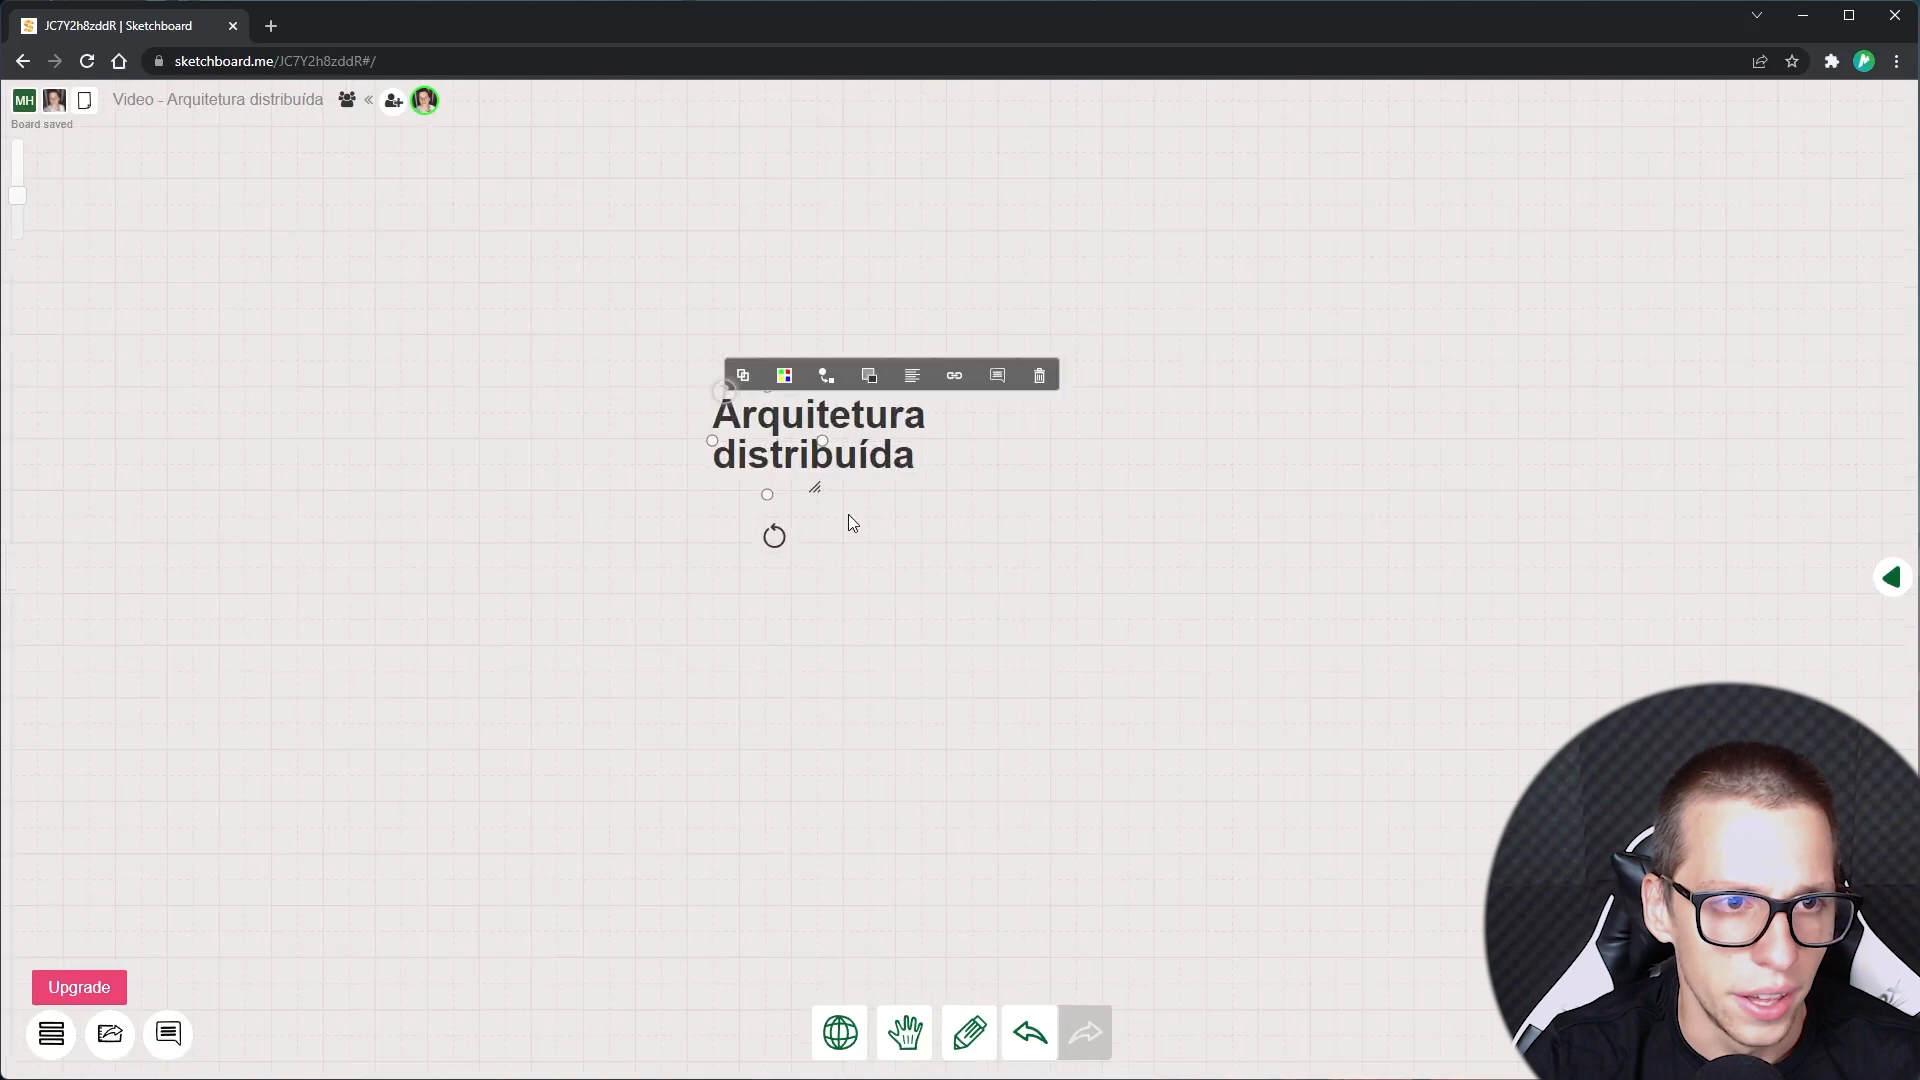 JC7Y2h8zddR | Sketchboard
sketchboard.me/JC7Y2h8zddR#/
MH
Video - Arquitetura distribuída
Board saved
Arquitetura
distribuída
Upgrade